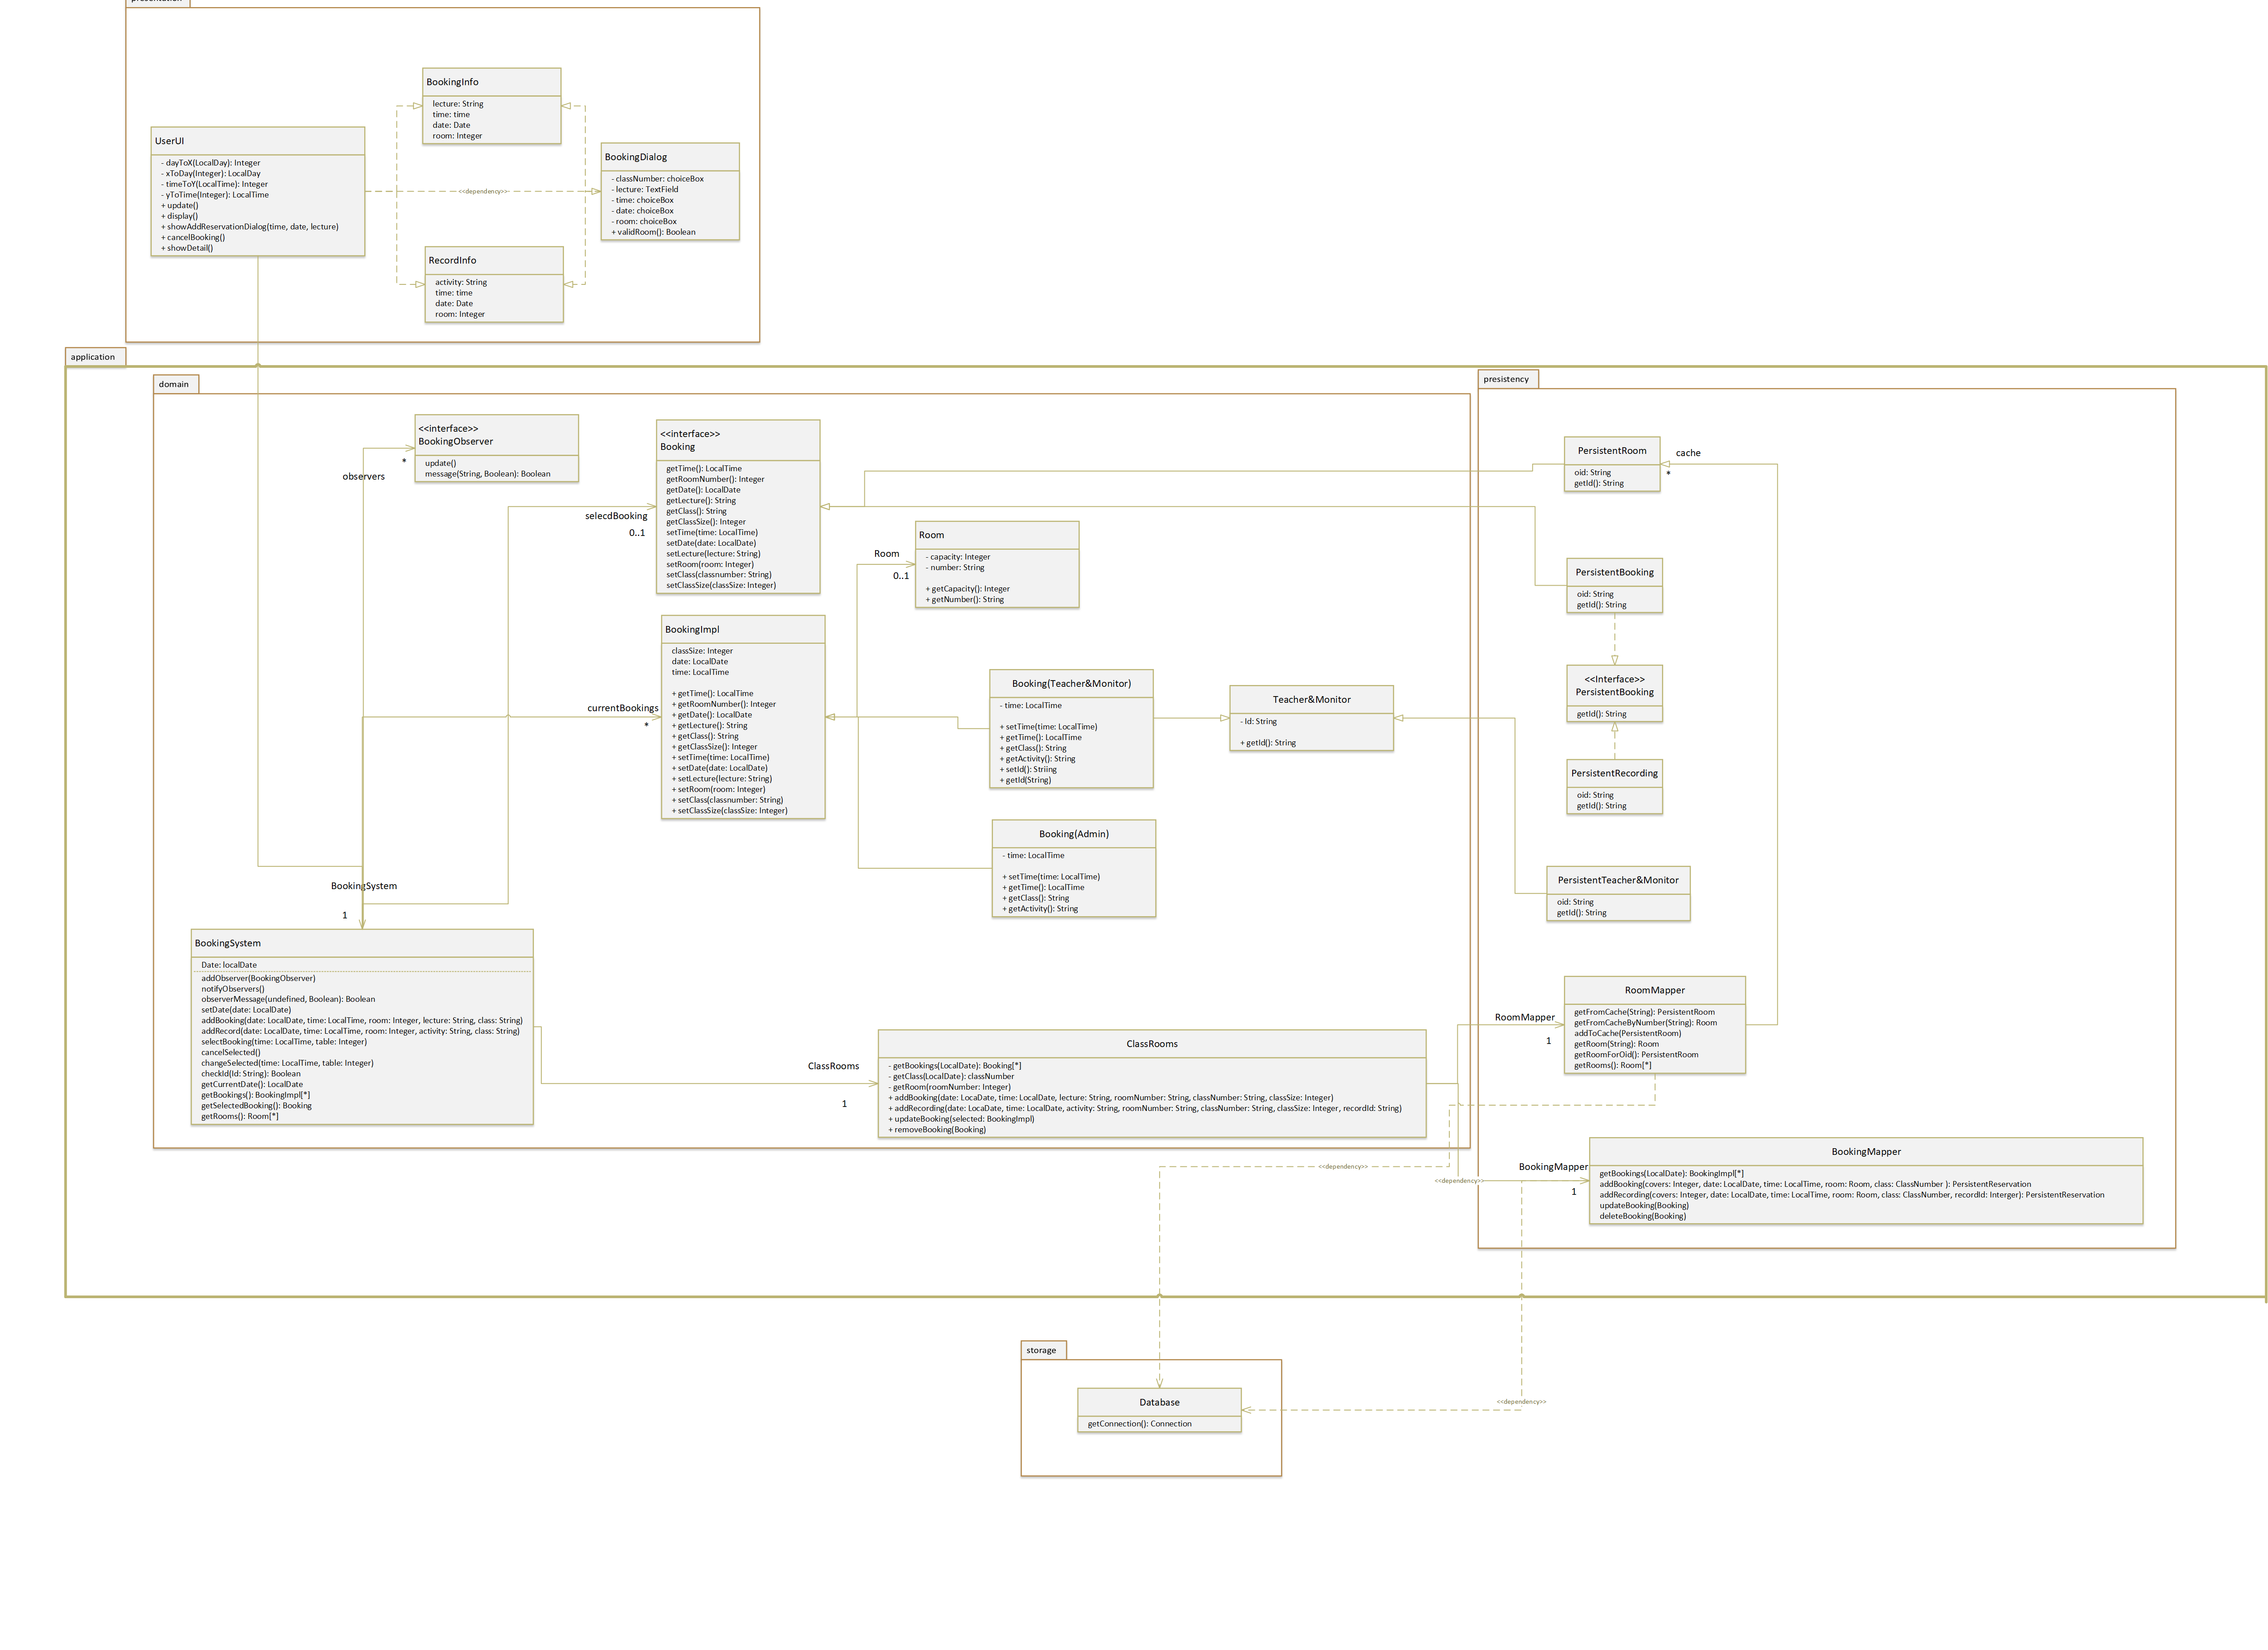 presentation
BookingInfo
lecture: String
time: time
date: Date
room: Integer
UserUI
- dayToX(LocalDay): Integer
- xToDay(Integer): LocalDay
- timeToY(LocalTime): Integer
- yToTime(Integer): LocalTime
+ update()
+ display()
+ showAddReservationDialog(time, date, lecture)
+ cancelBooking()
+ showDetail()
<<dependency>>
BookingDialog
- classNumber: choiceBox
- lecture: TextField
- time: choiceBox
- date: choiceBox
- room: choiceBox
+ validRoom(): Boolean
RecordInfo
activity: String
time: time
date: Date
room: Integer
application
domain
<<interface>>
BookingObserver
update()
message(String, Boolean): Boolean
observers
*
<<interface>>
Booking
getTime(): LocalTime
getRoomNumber(): Integer
getDate(): LocalDate
getLecture(): String
getClass(): String
getClassSize(): Integer
setTime(time: LocalTime)
setDate(date: LocalDate)
setLecture(lecture: String)
setRoom(room: Integer)
setClass(classnumber: String)
setClassSize(classSize: Integer)
selecdBooking
0..1
Room
- capacity: Integer
- number: String
+ getCapacity(): Integer
+ getNumber(): String
Room
0..1
BookingImpl
classSize: Integer
date: LocalDate
time: LocalTime
+ getTime(): LocalTime
+ getRoomNumber(): Integer
+ getDate(): LocalDate
+ getLecture(): String
+ getClass(): String
+ getClassSize(): Integer
+ setTime(time: LocalTime)
+ setDate(date: LocalDate)
+ setLecture(lecture: String)
+ setRoom(room: Integer)
+ setClass(classnumber: String)
+ setClassSize(classSize: Integer)
currentBookings
*
Booking(Teacher&Monitor)
- time: LocalTime
+ setTime(time: LocalTime)
+ getTime(): LocalTime
+ getClass(): String
+ getActivity(): String
+ setId(): Striing
+ getId(String)
Teacher&Monitor
- Id: String
+ getId(): String
Booking(Admin)
- time: LocalTime
+ setTime(time: LocalTime)
+ getTime(): LocalTime
+ getClass(): String
+ getActivity(): String
BookingSystem
1
BookingSystem
Date: localDate
addObserver(BookingObserver)
notifyObservers()
observerMessage(undefined, Boolean): Boolean
setDate(date: LocalDate)
addBooking(date: LocalDate, time: LocalTime, room: Integer, lecture: String, class: String)
addRecord(date: LocalDate, time: LocalTime, room: Integer, activity: String, class: String)
selectBooking(time: LocalTime, table: Integer)
cancelSelected()
changeSelected(time: LocalTime, table: Integer)
checkId(Id: String): Boolean
getCurrentDate(): LocalDate
getBookings(): BookingImpl[*]
getSelectedBooking(): Booking
getRooms(): Room[*]
ClassRooms
1
ClassRooms
- getBookings(LocalDate): Booking[*]
- getClass(LocalDate): classNumber
- getRoom(roomNumber: Integer)
+ addBooking(date: LocaDate, time: LocalDate, lecture: String, roomNumber: String, classNumber: String, classSize: Integer)
+ addRecording(date: LocaDate, time: LocalDate, activity: String, roomNumber: String, classNumber: String, classSize: Integer, recordId: String)
+ updateBooking(selected: BookingImpl)
+ removeBooking(Booking)
presistency
PersistentRoom
oid: String
getId(): String
cache
*
PersistentBooking
oid: String
getId(): String
<<Interface>>
PersistentBooking
getId(): String
PersistentRecording
oid: String
getId(): String
PersistentTeacher&Monitor
oid: String
getId(): String
RoomMapper
1
RoomMapper
getFromCache(String): PersistentRoom
getFromCacheByNumber(String): Room
addToCache(PersistentRoom)
getRoom(String): Room
getRoomForOid(): PersistentRoom
getRooms(): Room[*]
<<dependency>>
<<dependency>>
BookingMapper
1
BookingMapper
getBookings(LocalDate): BookingImpl[*]
addBooking(covers: Integer, date: LocalDate, time: LocalTime, room: Room, class: ClassNumber ): PersistentReservation
addRecording(covers: Integer, date: LocalDate, time: LocalTime, room: Room, class: ClassNumber, recordId: Interger): PersistentReservation
updateBooking(Booking)
deleteBooking(Booking)
storage
Database
getConnection(): Connection
<<dependency>>